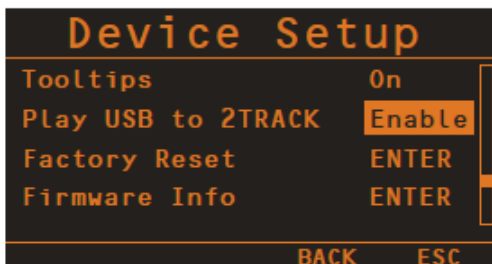 Device Setup
Tooltips On
Play USB to 2TRACK Enable
Factory Reset ENTER
Firmware Info ENTER
BACK ESC